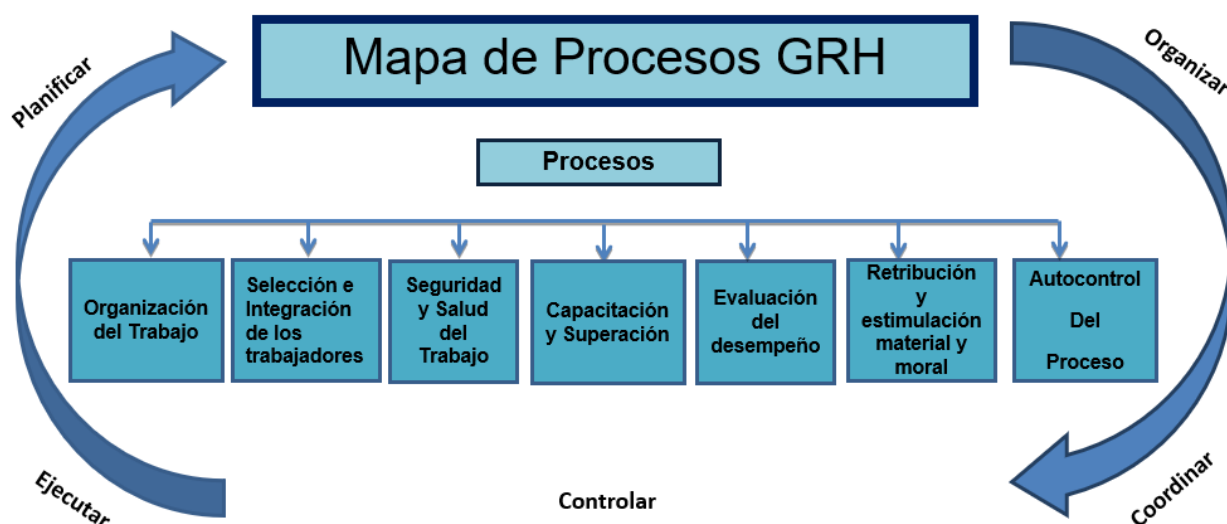 Mapa de Procesos GRH
Planificar
Organizar
Procesos
Organización
del Trabajo
Selección e
Integración
de los
trabajadores
Seguridad
y Salud
del
Trabajo
Capacitación
y Superación
Evaluación
del
desempeño
Retribución
y
estimulación
material y
moral
Autocontrol
Del
Proceso
Ejecutar
Controlar
Coordinar